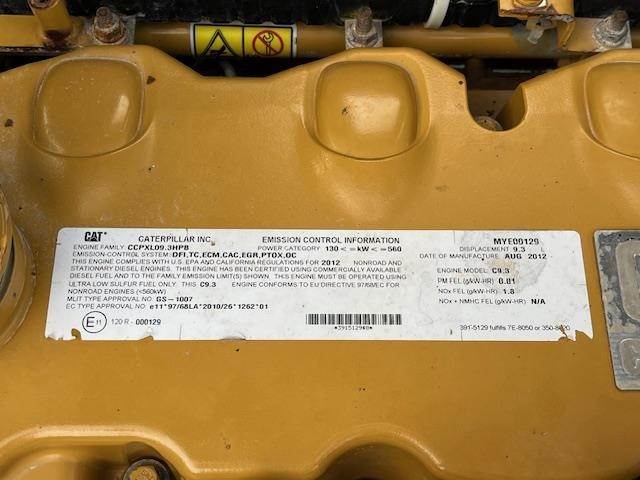 CAT CATERPILLAR INC. EMISSION CONTROL INFORMATION MYE00129
ENGINE FAMILY: CCPXL09.3HPB POWER CATEGORY: 130 < =kW< =560 DISPLACEMENT: 9.3 L
EMISSION CONTROL SYSTEM: DFI,TC,ECM,CAC,EGR,PTOX,OC DATE OF MANUFACTURE: AUG 2012
THIS ENGINE COMPLIES WITH U.S. EPA AND CALIFORNIA REGULATIONS FOR 2012 NONROAD AND
STATIONARY DIESEL ENGINES. THIS ENGINE HAS BEEN CERTIFIED USING COMMERCIALLY AVAILABLE
ENGINE MODEL: C9.3
DIESEL FUEL AND TO THE EMISSION LIMIT(S) SHOWN. THIS ENGINE MUST BE OPERATED USING
PM FEL(g/kW-HR) 0.01
ULTRA LOW SULFUR FUEL ONLY. THIS C9.3 ENGINE CONFORMS TO EU DIRECTIVE 97/68/EC FOR
NOx FEL(g/kW-HR) 1.8
NONROAD ENGINES (<560kW)
NOx + NMHC FEL(g/kW-HR) N/A
MLIT TYPE APPROVAL NO: GS-1007
EC TYPE APPROVAL NO: e11*97/68LA*2010/26*1262*01
E11 120 R - 000129
*3915129*
391-5129 fulfills 7E-8050 or